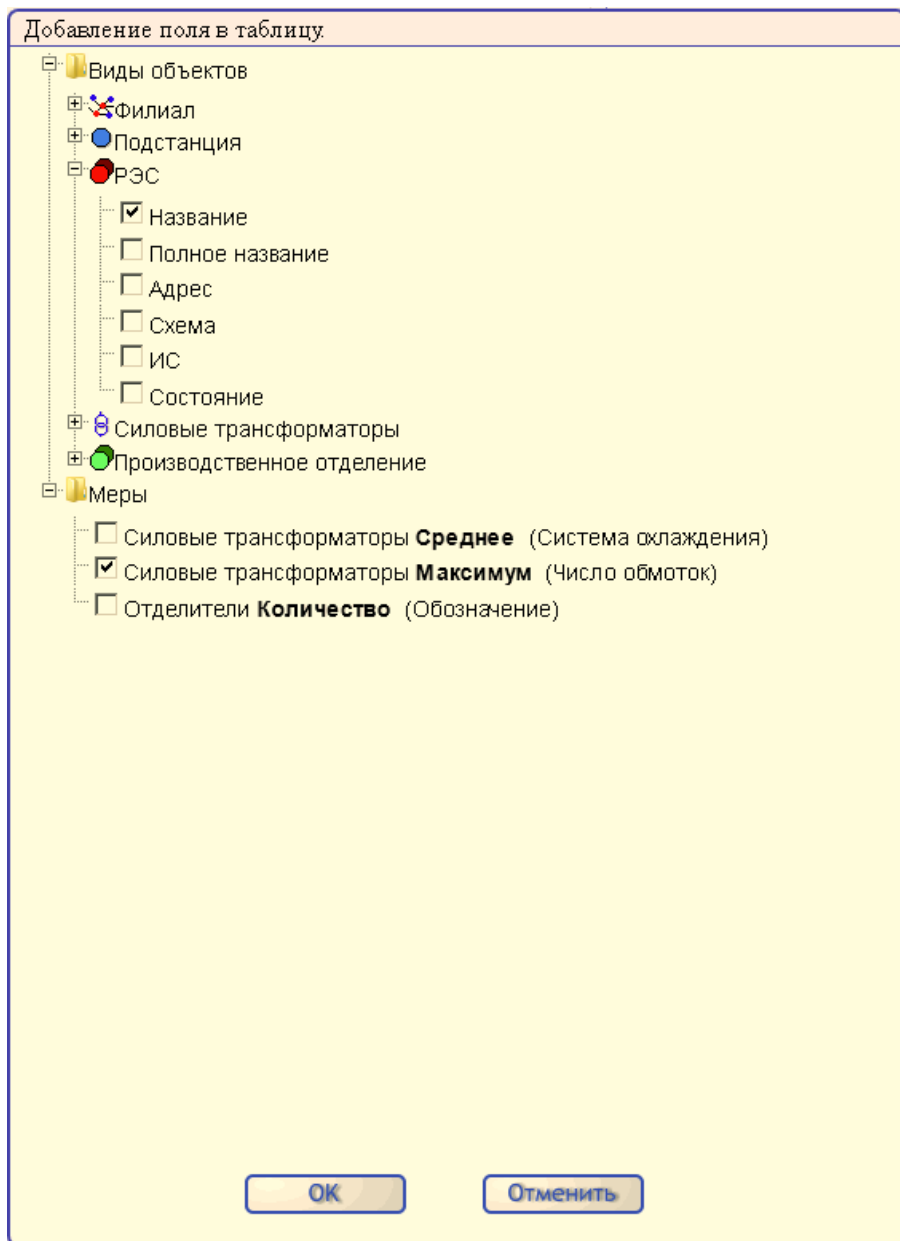 Добавление поля в таблицу.
Виды объектов
Филиал
Подстанция
РЭС
Название
Полное название
Адрес
Схема
ИС
Состояние
Силовые трансформаторы
Производственное отделение
Меры
Силовые трансформаторы Среднее (Система охлаждения)
Силовые трансформаторы Максимум (Число обмоток)
Отделители Количество (Обозначение)
ОК Отменить